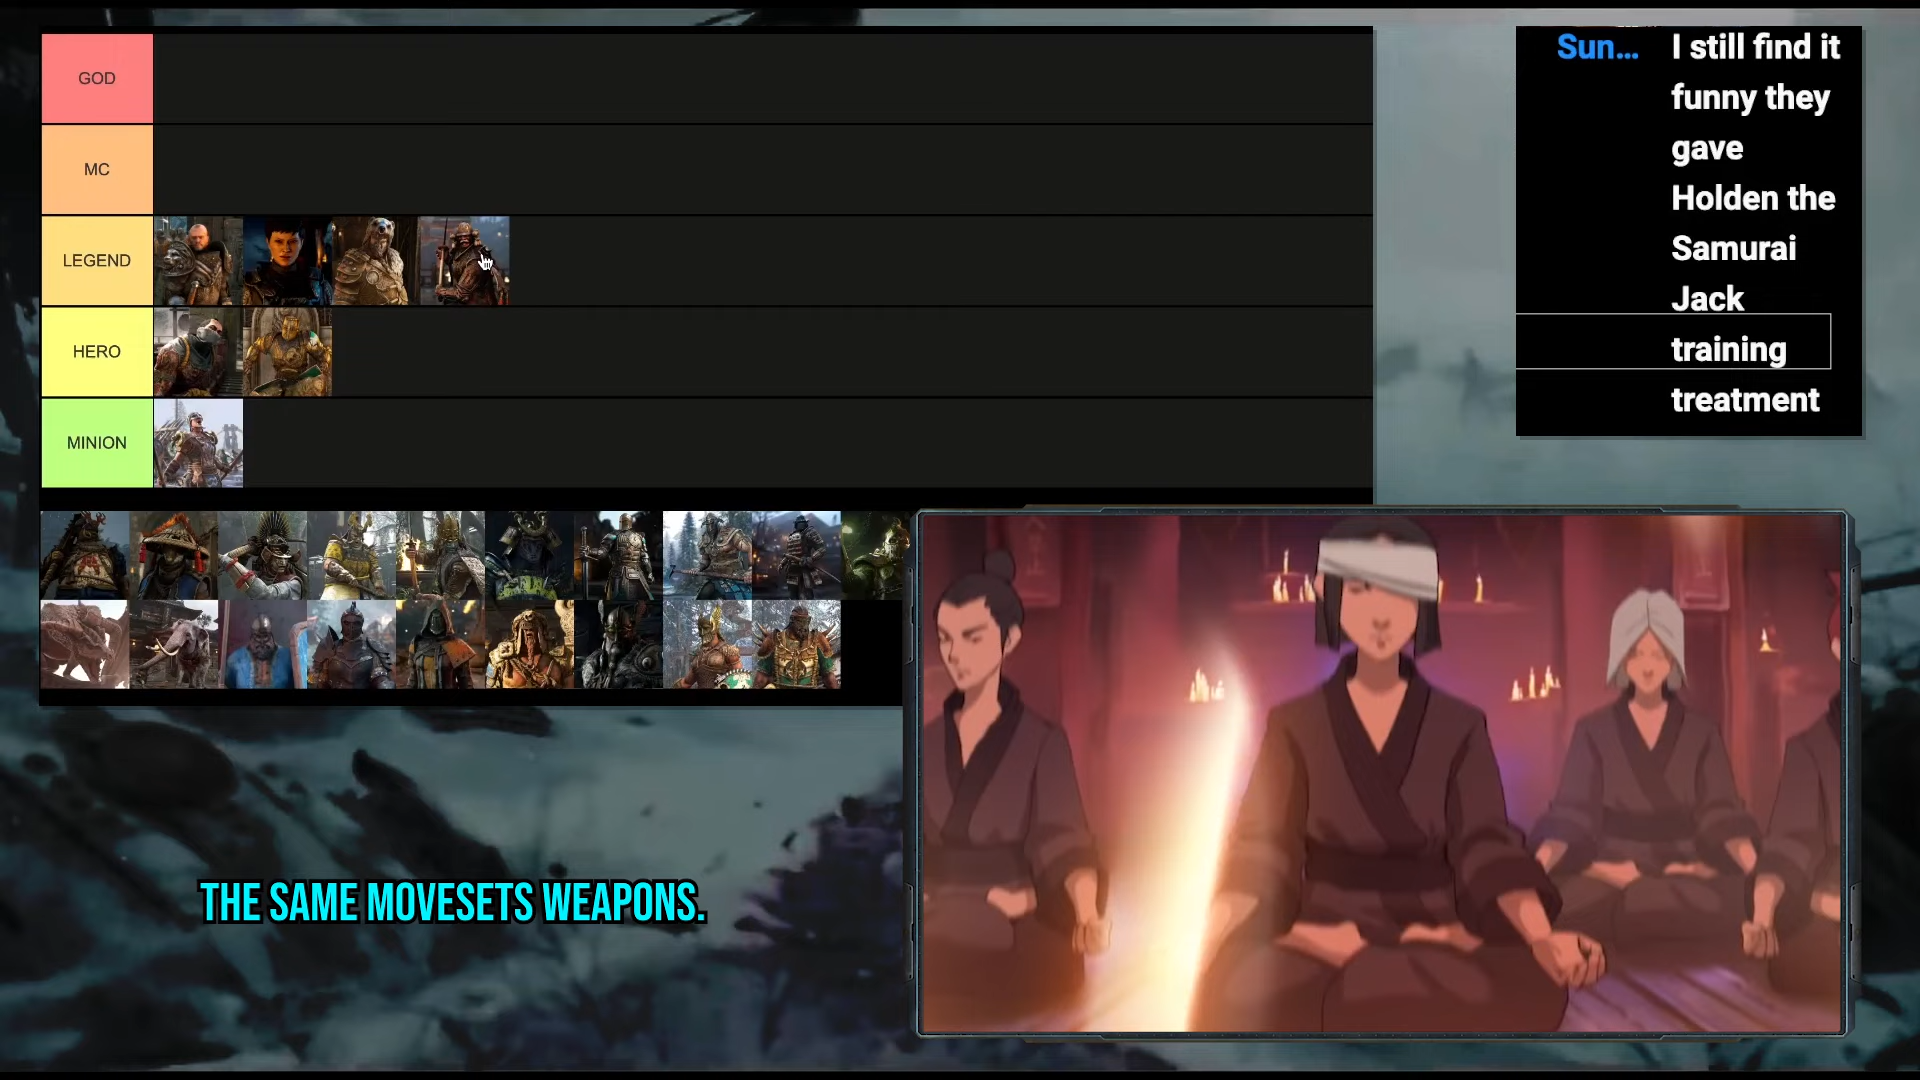 GOD
MC
LEGEND
HERO
MINION
Sun... I still find it
funny they
gave
Holden the
Samurai
Jack
training
treatment
THE SAME MOVESETS WEAPONS.